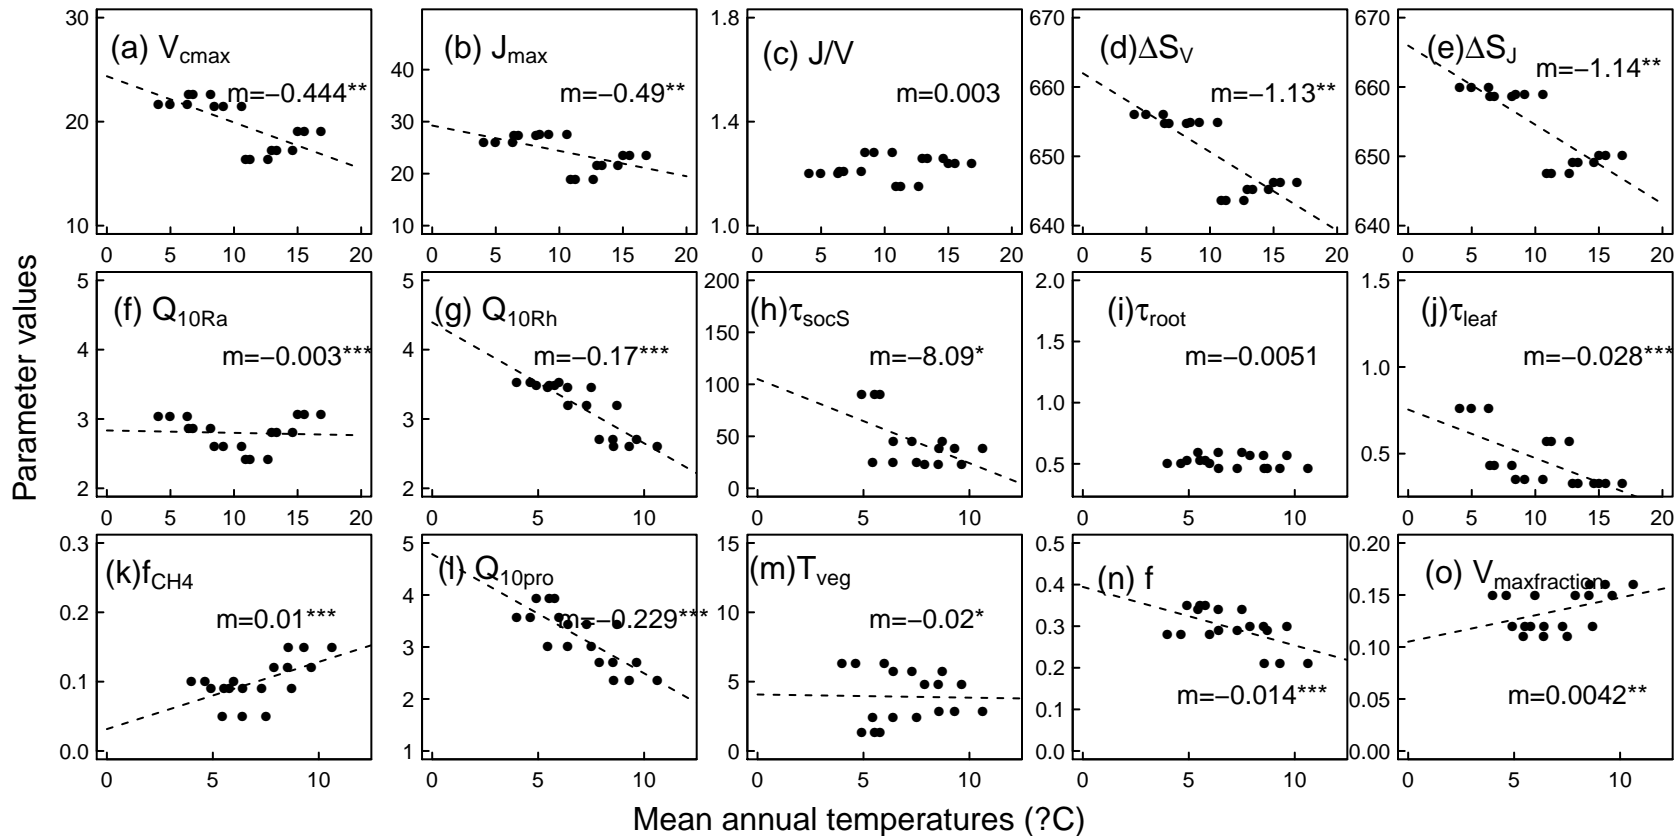 Parameter values
30
20
10
(a) Vcmax
m=−0.444**
0 5 10 15 20
40
30
20
10
(b) Jmax
m=−0.49**
0 5 10 15 20
1.8
1.4
1.0
(c) J/V
m=0.003
0 5 10 15 20
670
660
650
640
(d)ΔSV
m=−1.13**
0 5 10 15 20
670
660
650
640
(e)ΔSJ
m=−1.14**
0 5 10 15 20
5
4
3
2
(f) Q10Ra
m=−0.003***
0 5 10 15 20
5
4
3
2
(g) Q10Rh
m=−0.17***
0 5 10
200
150
100
50
0
(h)τsocS
m=−8.09*
0 5 10
2.0
1.5
1.0
0.5
(i)τroot
m=−0.0051
0 5 10
1.5
1.0
0.5
(j)τleaf
m=−0.028***
0 5 10 15 20
0.3
0.2
0.1
0.0
(k)fCH4
m=0.01***
0 5 10
5
4
3
2
1
(l) Q10pro
m=−0.229***
0 5 10
15
10
5
0
(m)Tveg
m=−0.02*
0 5 10
0.5
0.4
0.3
0.2
0.1
0.0
(n) f
m=−0.014***
0 5 10
0.20
0.15
0.10
0.05
0.00
(o) Vmaxfraction
m=0.0042**
0 5 10
Mean annual temperatures (?C)